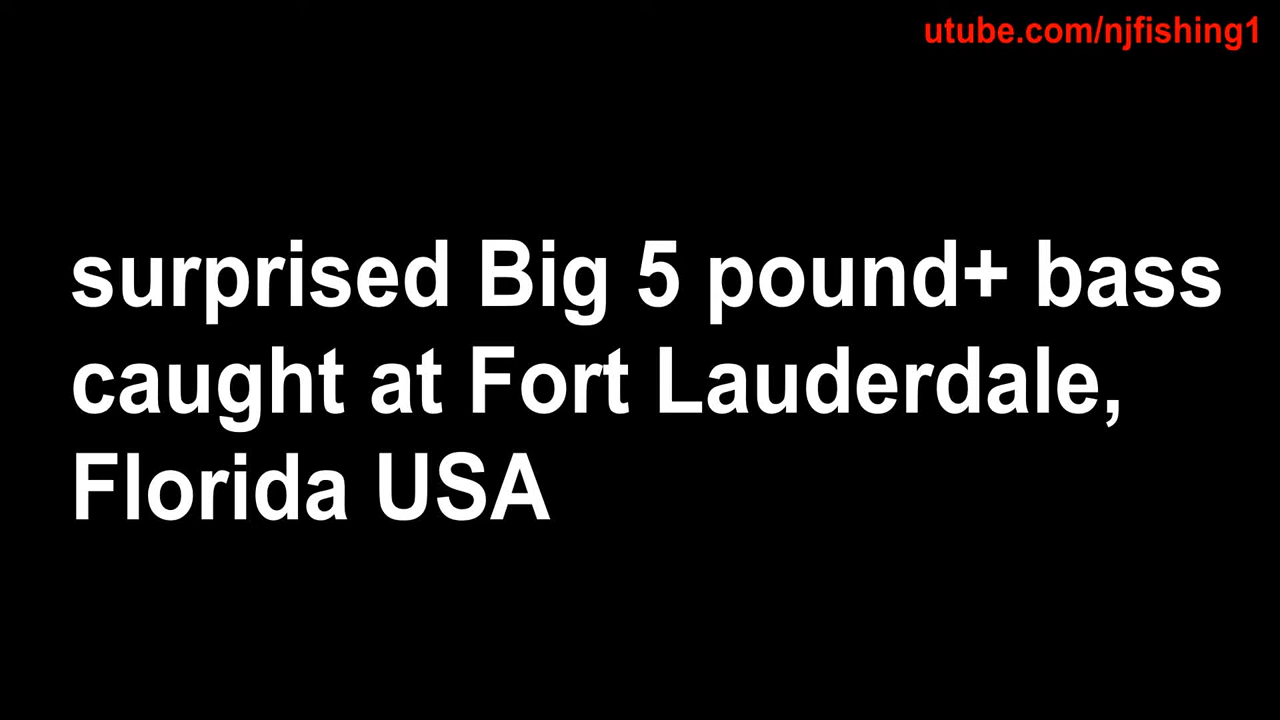 utube.com/njfishing1
surprised Big 5 pound+ bass
caught at Fort Lauderdale,
Florida USA